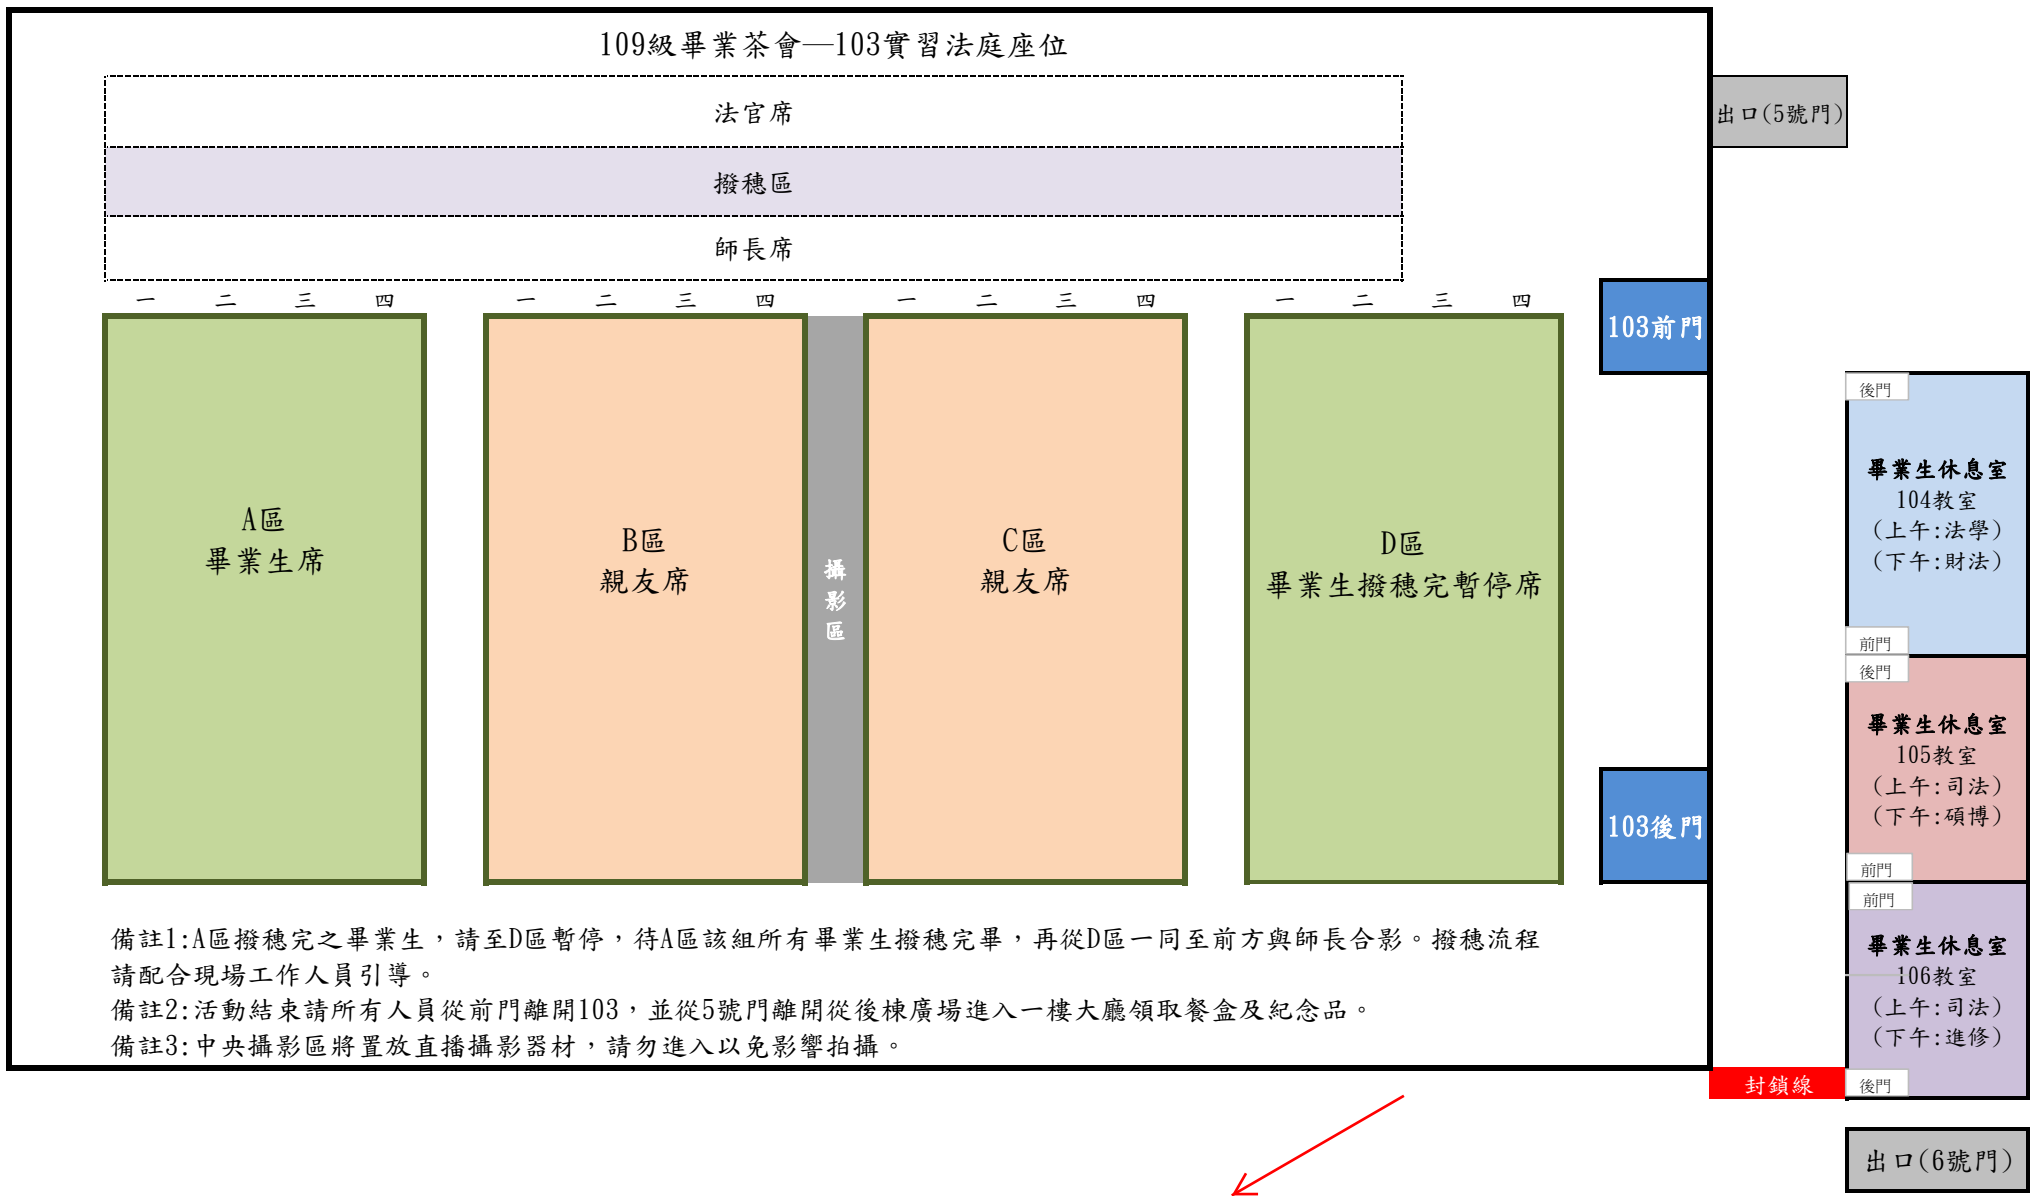 109級畢業茶會—103實習法庭座位
法官席
出口(5號門)
撥穗區
師長席
一 二 三 四 一 二 三 四 一 二 三 四 一 二 三 四
103前門
A區
畢業生席
B區
親友席
攝
影
區
C區
親友席
D區
畢業生撥穗完暫停席
103後門
後門
畢業生休息室
104教室
(上午:法學)
(下午:財法)
前門
後門
畢業生休息室
105教室
(上午:司法)
(下午:碩博)
前門
前門
畢業生休息室
106教室
(上午:司法)
(下午:進修)
後門
備註1:A區撥穗完之畢業生，請至D區暫停，待A區該組所有畢業生撥穗完畢，再從D區一同至前方與師長合影。撥穗流程
請配合現場工作人員引導。
備註2:活動結束請所有人員從前門離開103，並從5號門離開從後棟廣場進入一樓大廳領取餐盒及紀念品。
備註3:中央攝影區將置放直播攝影器材，請勿進入以免影響拍攝。
封鎖線
出口(6號門)